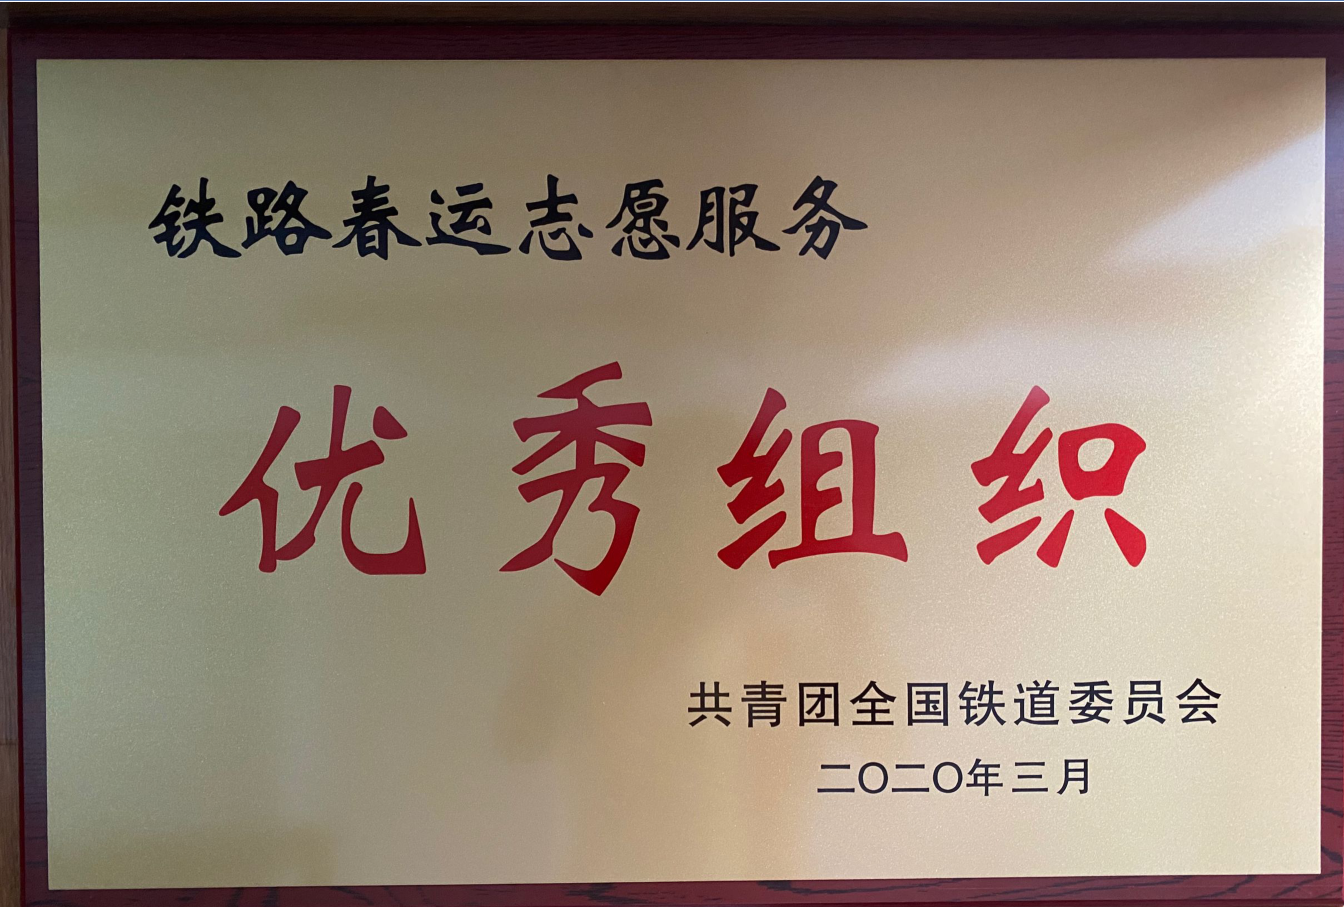 铁路春运志愿服务
优秀组织
共青团全国铁道委员会
二〇二〇年三月